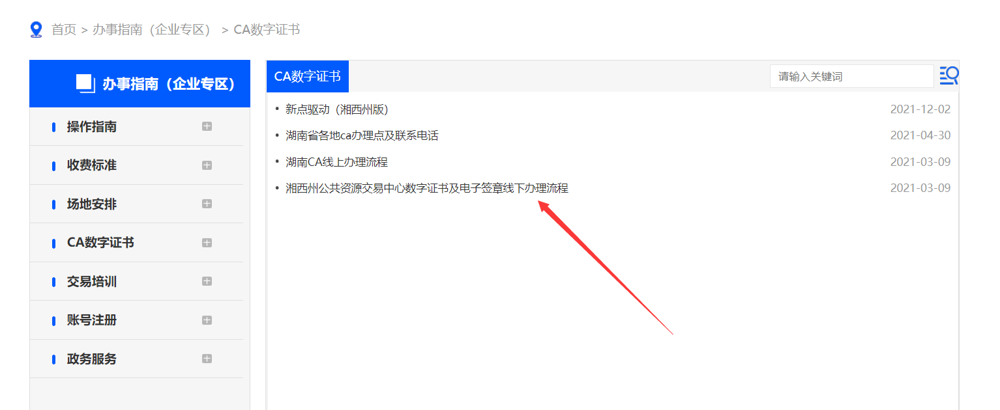 首页 > 办事指南（企业专区） > CA数字证书
办事指南（企业专区）
操作指南
收费标准
场地安排
CA数字证书
交易培训
账号注册
政务服务
CA数字证书
请输入关键词
新点驱动（湘西州版） 2021-12-02
湖南省各地ca办理点及联系电话 2021-04-30
湖南CA线上办理流程 2021-03-09
湘西州公共资源交易中心数字证书及电子签章线下办理流程 2021-03-09